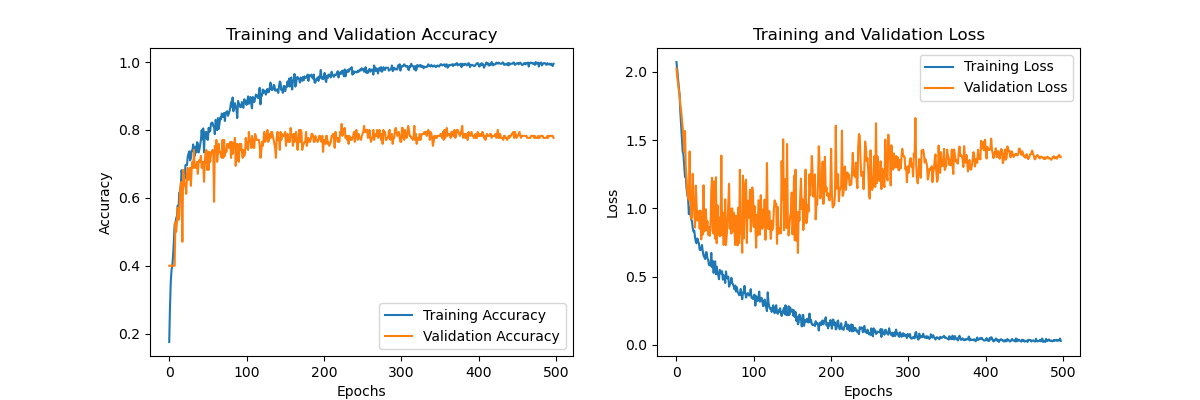 Training and Validation Accuracy
1.0
0.8
0.6
0.4
0.2
Accuracy
0 100 200 300 400 500
Epochs
Training Accuracy
Validation Accuracy
Training and Validation Loss
2.0
1.5
1.0
0.5
0.0
Loss
0 100 200 300 400 500
Epochs
Training Loss
Validation Loss